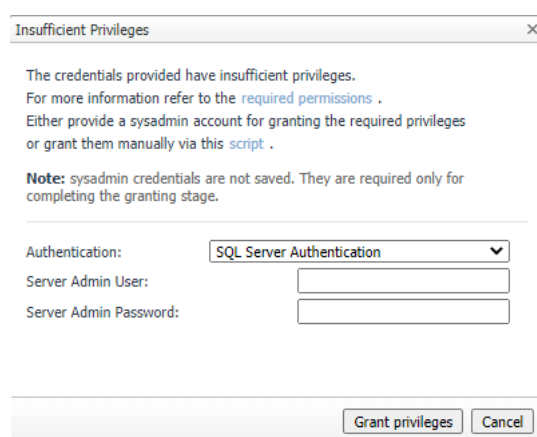 Insufficient Privileges
The credentials provided have insufficient privileges.
For more information refer to the required permissions .
Either provide a sysadmin account for granting the required privileges
or grant them manually via this script .
Note: sysadmin credentials are not saved. They are required only for
completing the granting stage.
Authentication: SQL Server Authentication
Server Admin User:
Server Admin Password:
Grant privileges Cancel